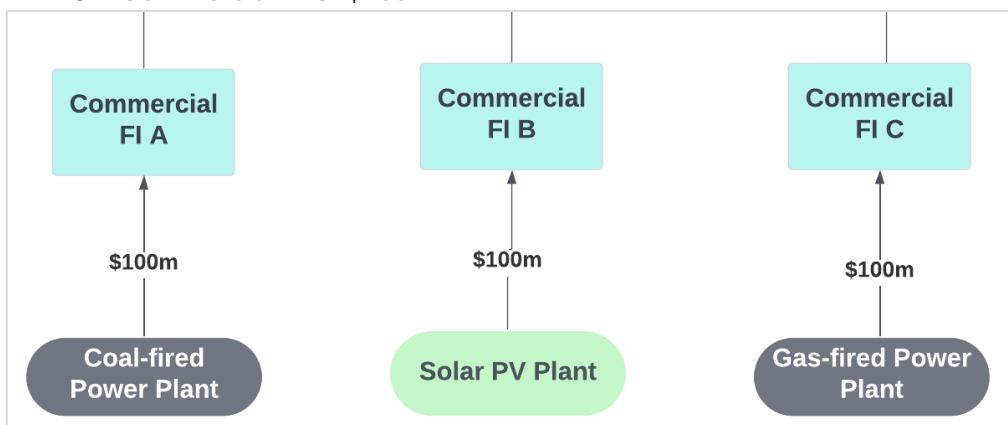 Commercial
FI A
Commercial
FI B
Commercial
FI C
$100m
$100m
$100m
Coal-fired
Power Plant
Solar PV Plant
Gas-fired Power
Plant